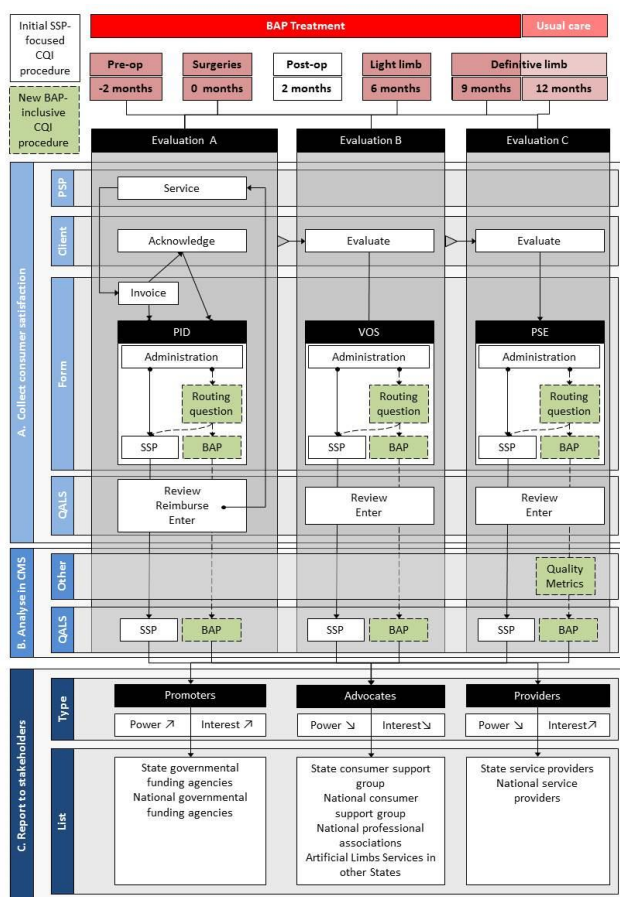 Initial SSP-
focused
CQI
procedure
New BAP-
inclusive
CQI
procedure
BAP Treatment
Usual care
Pre-op
Surgeries
Post-op
Light limb
Definitive limb
-2 months
0 months
2 months
6 months
9 months
12 months
Evaluation A
Evaluation B
Evaluation C
A. Collect consumer satisfaction
PSP
Service
Client
Acknowledge
Evaluate
Evaluate
Form
Invoice
PID
VOS
PSE
Administration
Administration
Administration
Routing
question
Routing
question
Routing
question
SSP
BAP
SSP
BAP
SSP
BAP
QALS
Review
Reimburse
Enter
Review
Enter
Review
Enter
B. Analyse in CMS
Other
Quality
Metrics
QALS
SSP
BAP
SSP
BAP
SSP
BAP
C. Report to stakeholders
Type
Promoters
Advocates
Providers
Power ↗
Interest ↗
Power ↘
Interest ↘
Power ↘
Interest ↗
List
State governmental
funding agencies
National governmental
funding agencies
State consumer support
group
National consumer
support group
National professional
associations
Artificial Limbs Services in
other States
State service providers
National service
providers